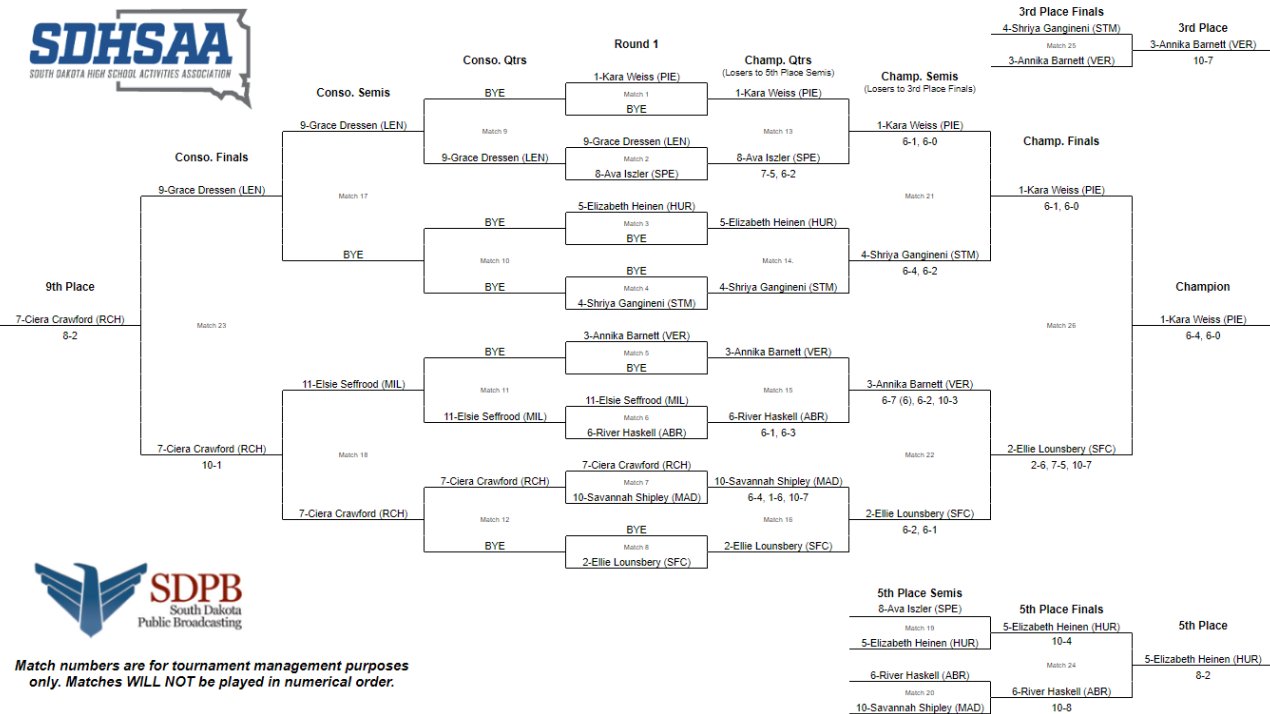 SDHSAA
SOUTH DAKOTA HIGH SCHOOL ACTIVITIES ASSOCIATION
Conso. Finals
Conso. Semis
Conso. Qtrs
Round 1
Champ. Qtrs
(Losers to 5th Place Semis)
Champ. Semis
(Losers to 3rd Place Finals)
Champ. Finals
3rd Place Finals
4-Shriya Gangineni (STM)
Match 25
3-Annika Barnett (VER)
3rd Place
3-Annika Barnett (VER)
10-7
9th Place
7-Ciera Crawford (RCH)
8-2
9-Grace Dressen (LEN)
Match 23
7-Ciera Crawford (RCH)
10-1
9-Grace Dressen (LEN)
Match 17
BYE
11-Elsie Seffrood (MIL)
Match 18
7-Ciera Crawford (RCH)
BYE
Match 9
9-Grace Dressen (LEN)
BYE
Match 10
BYE
BYE
Match 11
11-Elsie Seffrood (MIL)
7-Ciera Crawford (RCH)
Match 12
BYE
1-Kara Weiss (PIE)
Match 1
BYE
9-Grace Dressen (LEN)
Match 2
8-Ava Iszler (SPE)
5-Elizabeth Heinen (HUR)
Match 3
BYE
BYE
Match 4
4-Shriya Gangineni (STM)
3-Annika Barnett (VER)
Match 5
BYE
11-Elsie Seffrood (MIL)
Match 6
6-River Haskell (ABR)
7-Ciera Crawford (RCH)
Match 7
10-Savannah Shipley (MAD)
BYE
Match 8
2-Ellie Lounsbery (SFC)
1-Kara Weiss (PIE)
Match 13
8-Ava Iszler (SPE)
7-5, 6-2
5-Elizabeth Heinen (HUR)
Match 14.
4-Shriya Gangineni (STM)
3-Annika Barnett (VER)
Match 15
6-River Haskell (ABR)
6-1, 6-3
10-Savannah Shipley (MAD)
6-4, 1-6, 10-7
Match 16
2-Ellie Lounsbery (SFC)
1-Kara Weiss (PIE)
6-1, 6-0
Match 21
4-Shriya Gangineni (STM)
6-4, 6-2
3-Annika Barnett (VER)
6-7 (6), 6-2, 10-3
Match 22
2-Ellie Lounsbery (SFC)
6-2, 6-1
1-Kara Weiss (PIE)
6-1, 6-0
Match 26
2-Ellie Lounsbery (SFC)
2-6, 7-5, 10-7
Champion
1-Kara Weiss (PIE)
6-4, 6-0
5th Place Semis
8-Ava Iszler (SPE)
Match 19
5-Elizabeth Heinen (HUR)
6-River Haskell (ABR)
Match 20
10-Savannah Shipley (MAD)
5th Place Finals
5-Elizabeth Heinen (HUR)
10-4
Match 24
6-River Haskell (ABR)
10-8
5th Place
5-Elizabeth Heinen (HUR)
8-2
SDPB
South Dakota
Public Broadcasting
Match numbers are for tournament management purposes
only. Matches WILL NOT be played in numerical order.